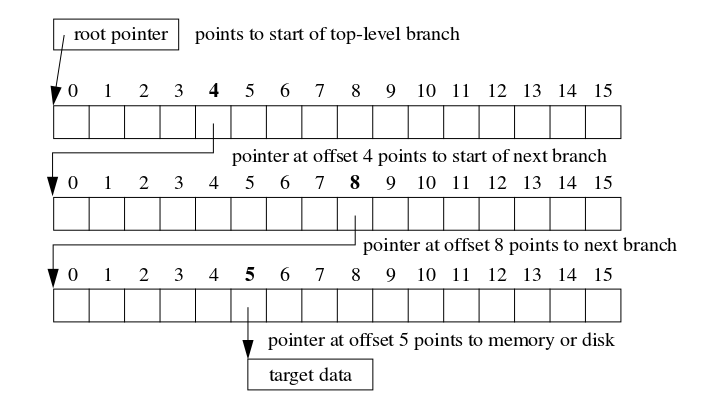 root pointer points to start of top-level branch
0 1 2 3 4 5 6 7 8 9 10 11 12 13 14 15
pointer at offset 4 points to start of next branch
0 1 2 3 4 5 6 7 8 9 10 11 12 13 14 15
pointer at offset 8 points to next branch
0 1 2 3 4 5 6 7 8 9 10 11 12 13 14 15
pointer at offset 5 points to memory or disk
target data